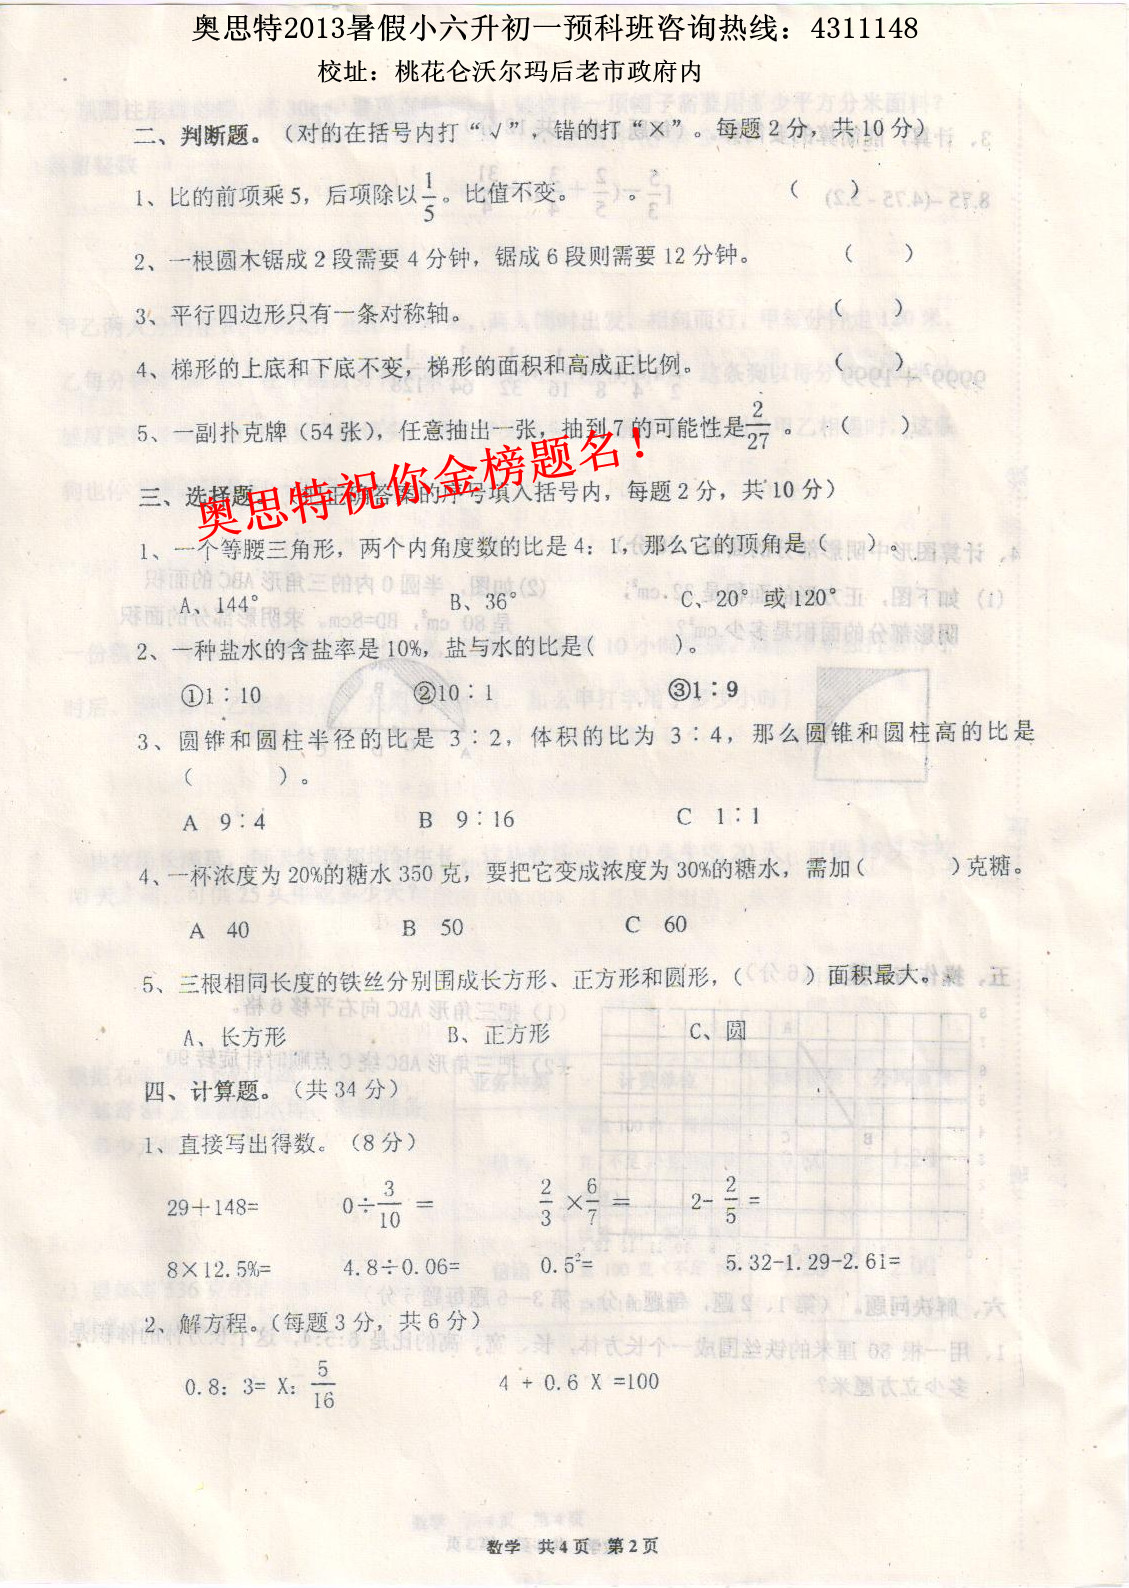 奥思特2013暑假小六升初一预科班咨询热线：4311148
校址：桃花仑沃尔玛后老市政府内
二、判断题。（对的在括号内打“√”，错的打“×”。每题2分，共10分）
1、比的前项乘5，后项除以1/5。比值不变。 （ ）
2、一根圆木锯成2段需要4分钟，锯成6段则需要12分钟。 （ ）
3、平行四边形只有一条对称轴。 （ ）
4、梯形的上底和下底不变，梯形的面积和高成正比例。 （ ）
5、一副扑克牌（54张），任意抽出一张，抽到7的可能性是2/27。 （ ）
奥思特祝你金榜题名！
三、选择题。 正确答案的序号填入括号内，每题2分，共10分）
1、一个等腰三角形，两个内角度数的比是4：1，那么它的顶角是（ ）。
A、144° B、36° C、20°或120°
2、一种盐水的含盐率是10%，盐与水的比是( )。
①1∶10 ②10∶1 ③1∶9
3、圆锥和圆柱半径的比是 3∶2，体积的比为 3∶4，那么圆锥和圆柱高的比是
（ ）。
A 9∶4 B 9∶16 C 1∶1
4、一杯浓度为20%的糖水350克，要把它变成浓度为30%的糖水，需加( )克糖。
A 40 B 50 C 60
5、三根相同长度的铁丝分别围成长方形、正方形和圆形，（ ）面积最大。
A、长方形 B、正方形 C、圆
四、计算题。（共34分）
1、直接写出得数。（8分）
29＋148= 0÷3/10＝ 2/3×6/7＝ 2-2/5=
8×12.5%= 4.8÷0.06= 0.5²= 5.32-1.29-2.61=
2、解方程。（每题3分，共6分）
0.8：3= X：5/16 4 + 0.6 X =100
数学 共4页 第2页